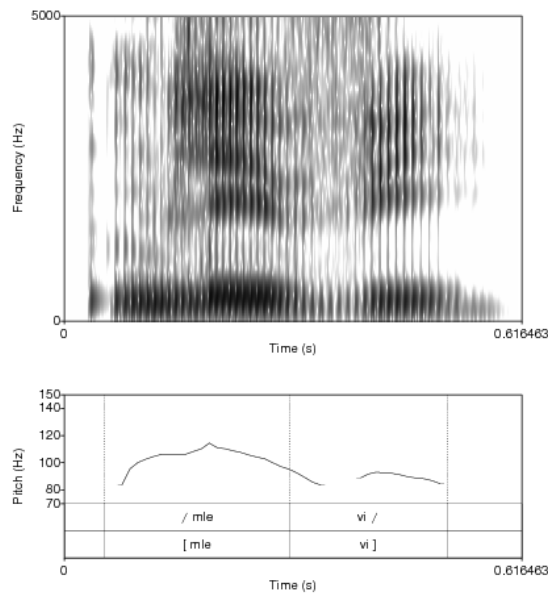 5000
Frequency (Hz)
0
0 0.616463
Time (s)
150
140
120
100
80
70
Pitch (Hz)
/ mle vi /
[ mle vi ]
0 0.616463
Time (s)